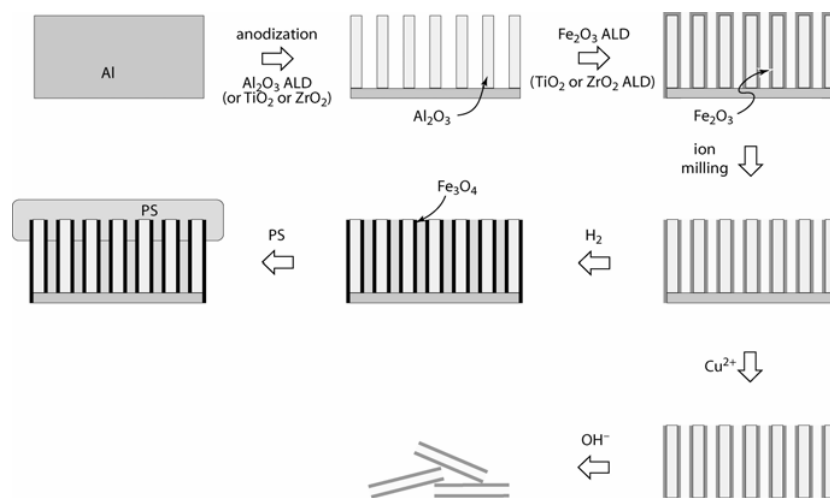 Al
anodization
Al₂O₃ ALD
(or TiO₂ or ZrO₂)
Al₂O₃
Fe₂O₃ ALD
(TiO₂ or ZrO₂ ALD)
Fe₂O₃
ion
milling
PS
PS
Fe₃O₄
H₂
Cu²⁺
OH⁻